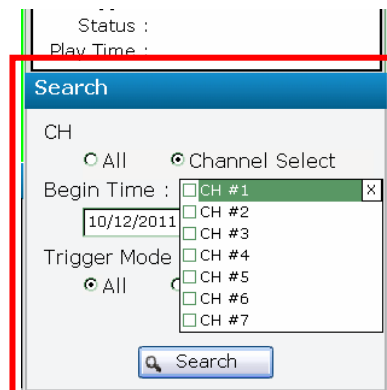 Status :
Play Time :
Search
CH
All Channel Select
Begin Time : CH #1 X
CH #2
10/12/2011
CH #3
Trigger Mode CH #4
CH #5
All
CH #6
CH #7
Search